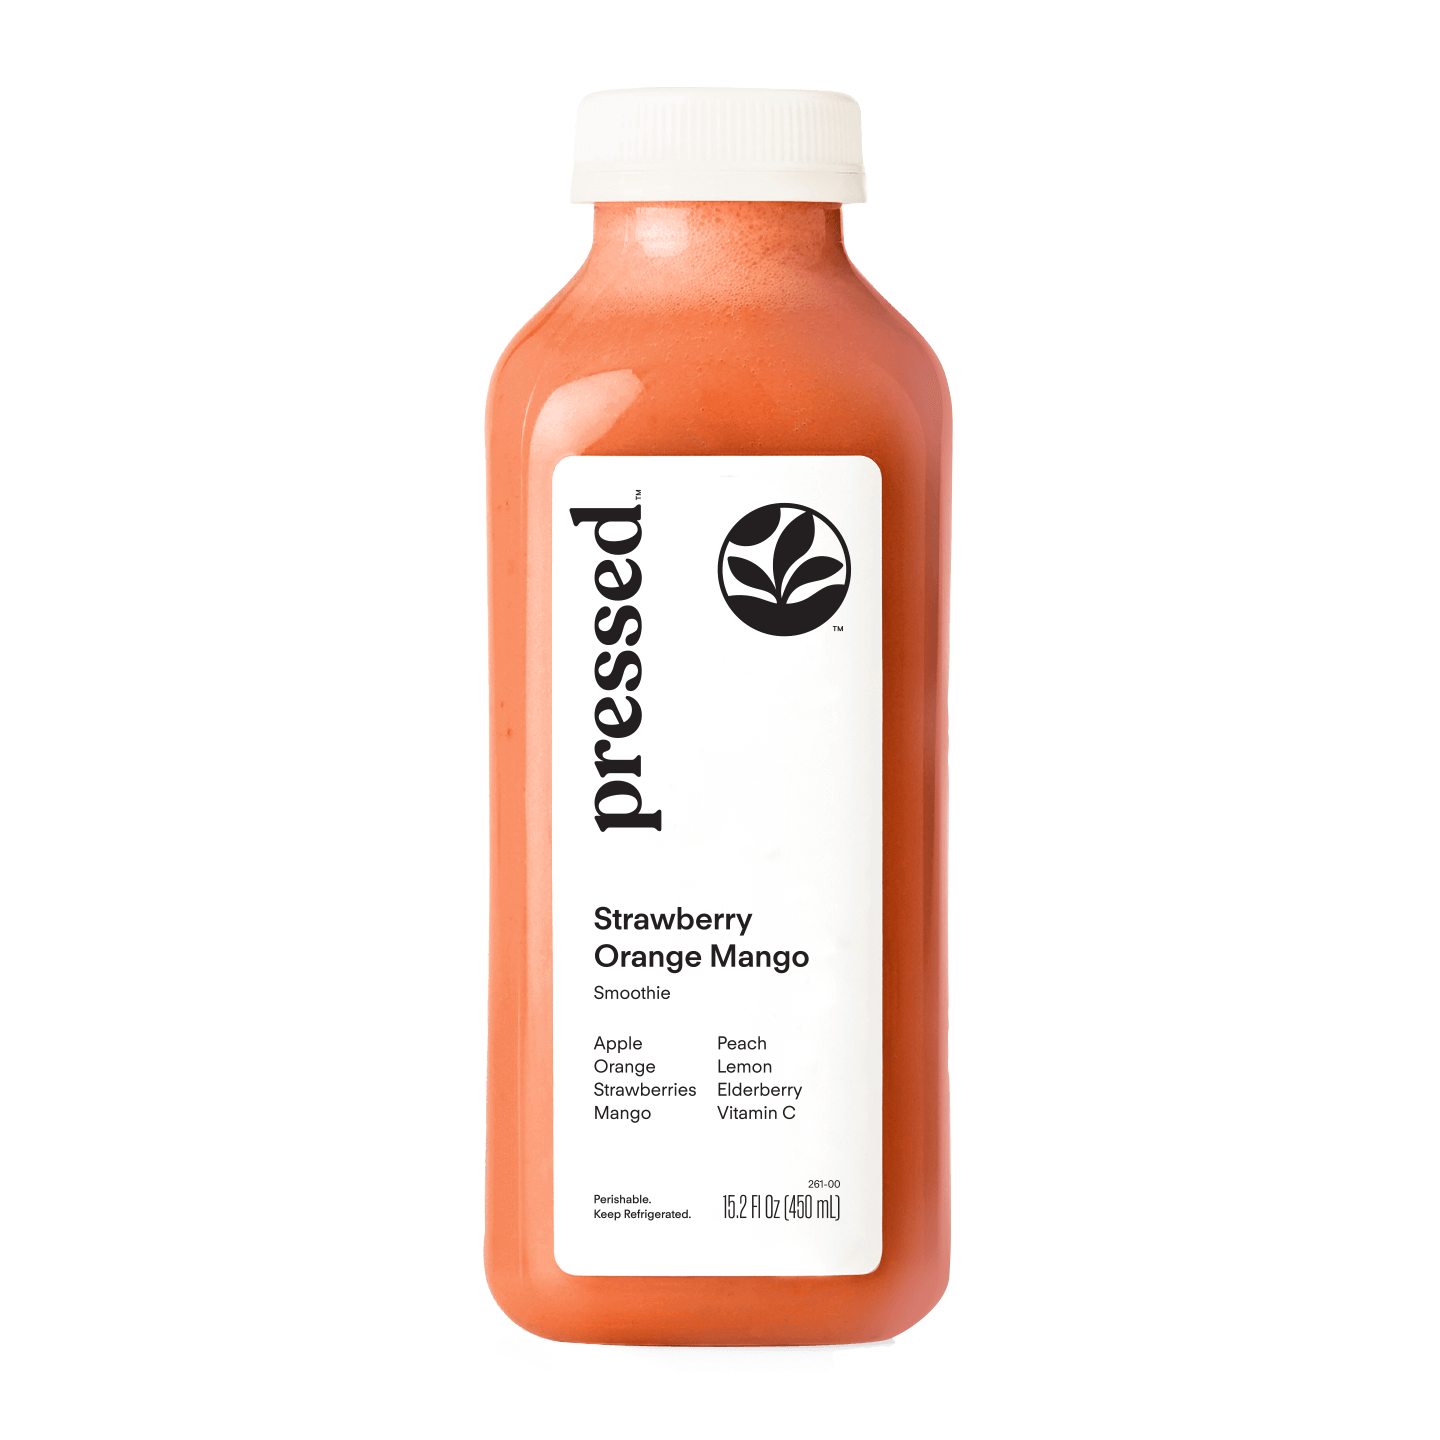 pressed™
™
Strawberry
Orange Mango
Smoothie
Apple
Orange
Strawberries
Mango
Peach
Lemon
Elderberry
Vitamin C
Perishable.
Keep Refrigerated.
261-00
15.2 Fl Oz (450 mL)